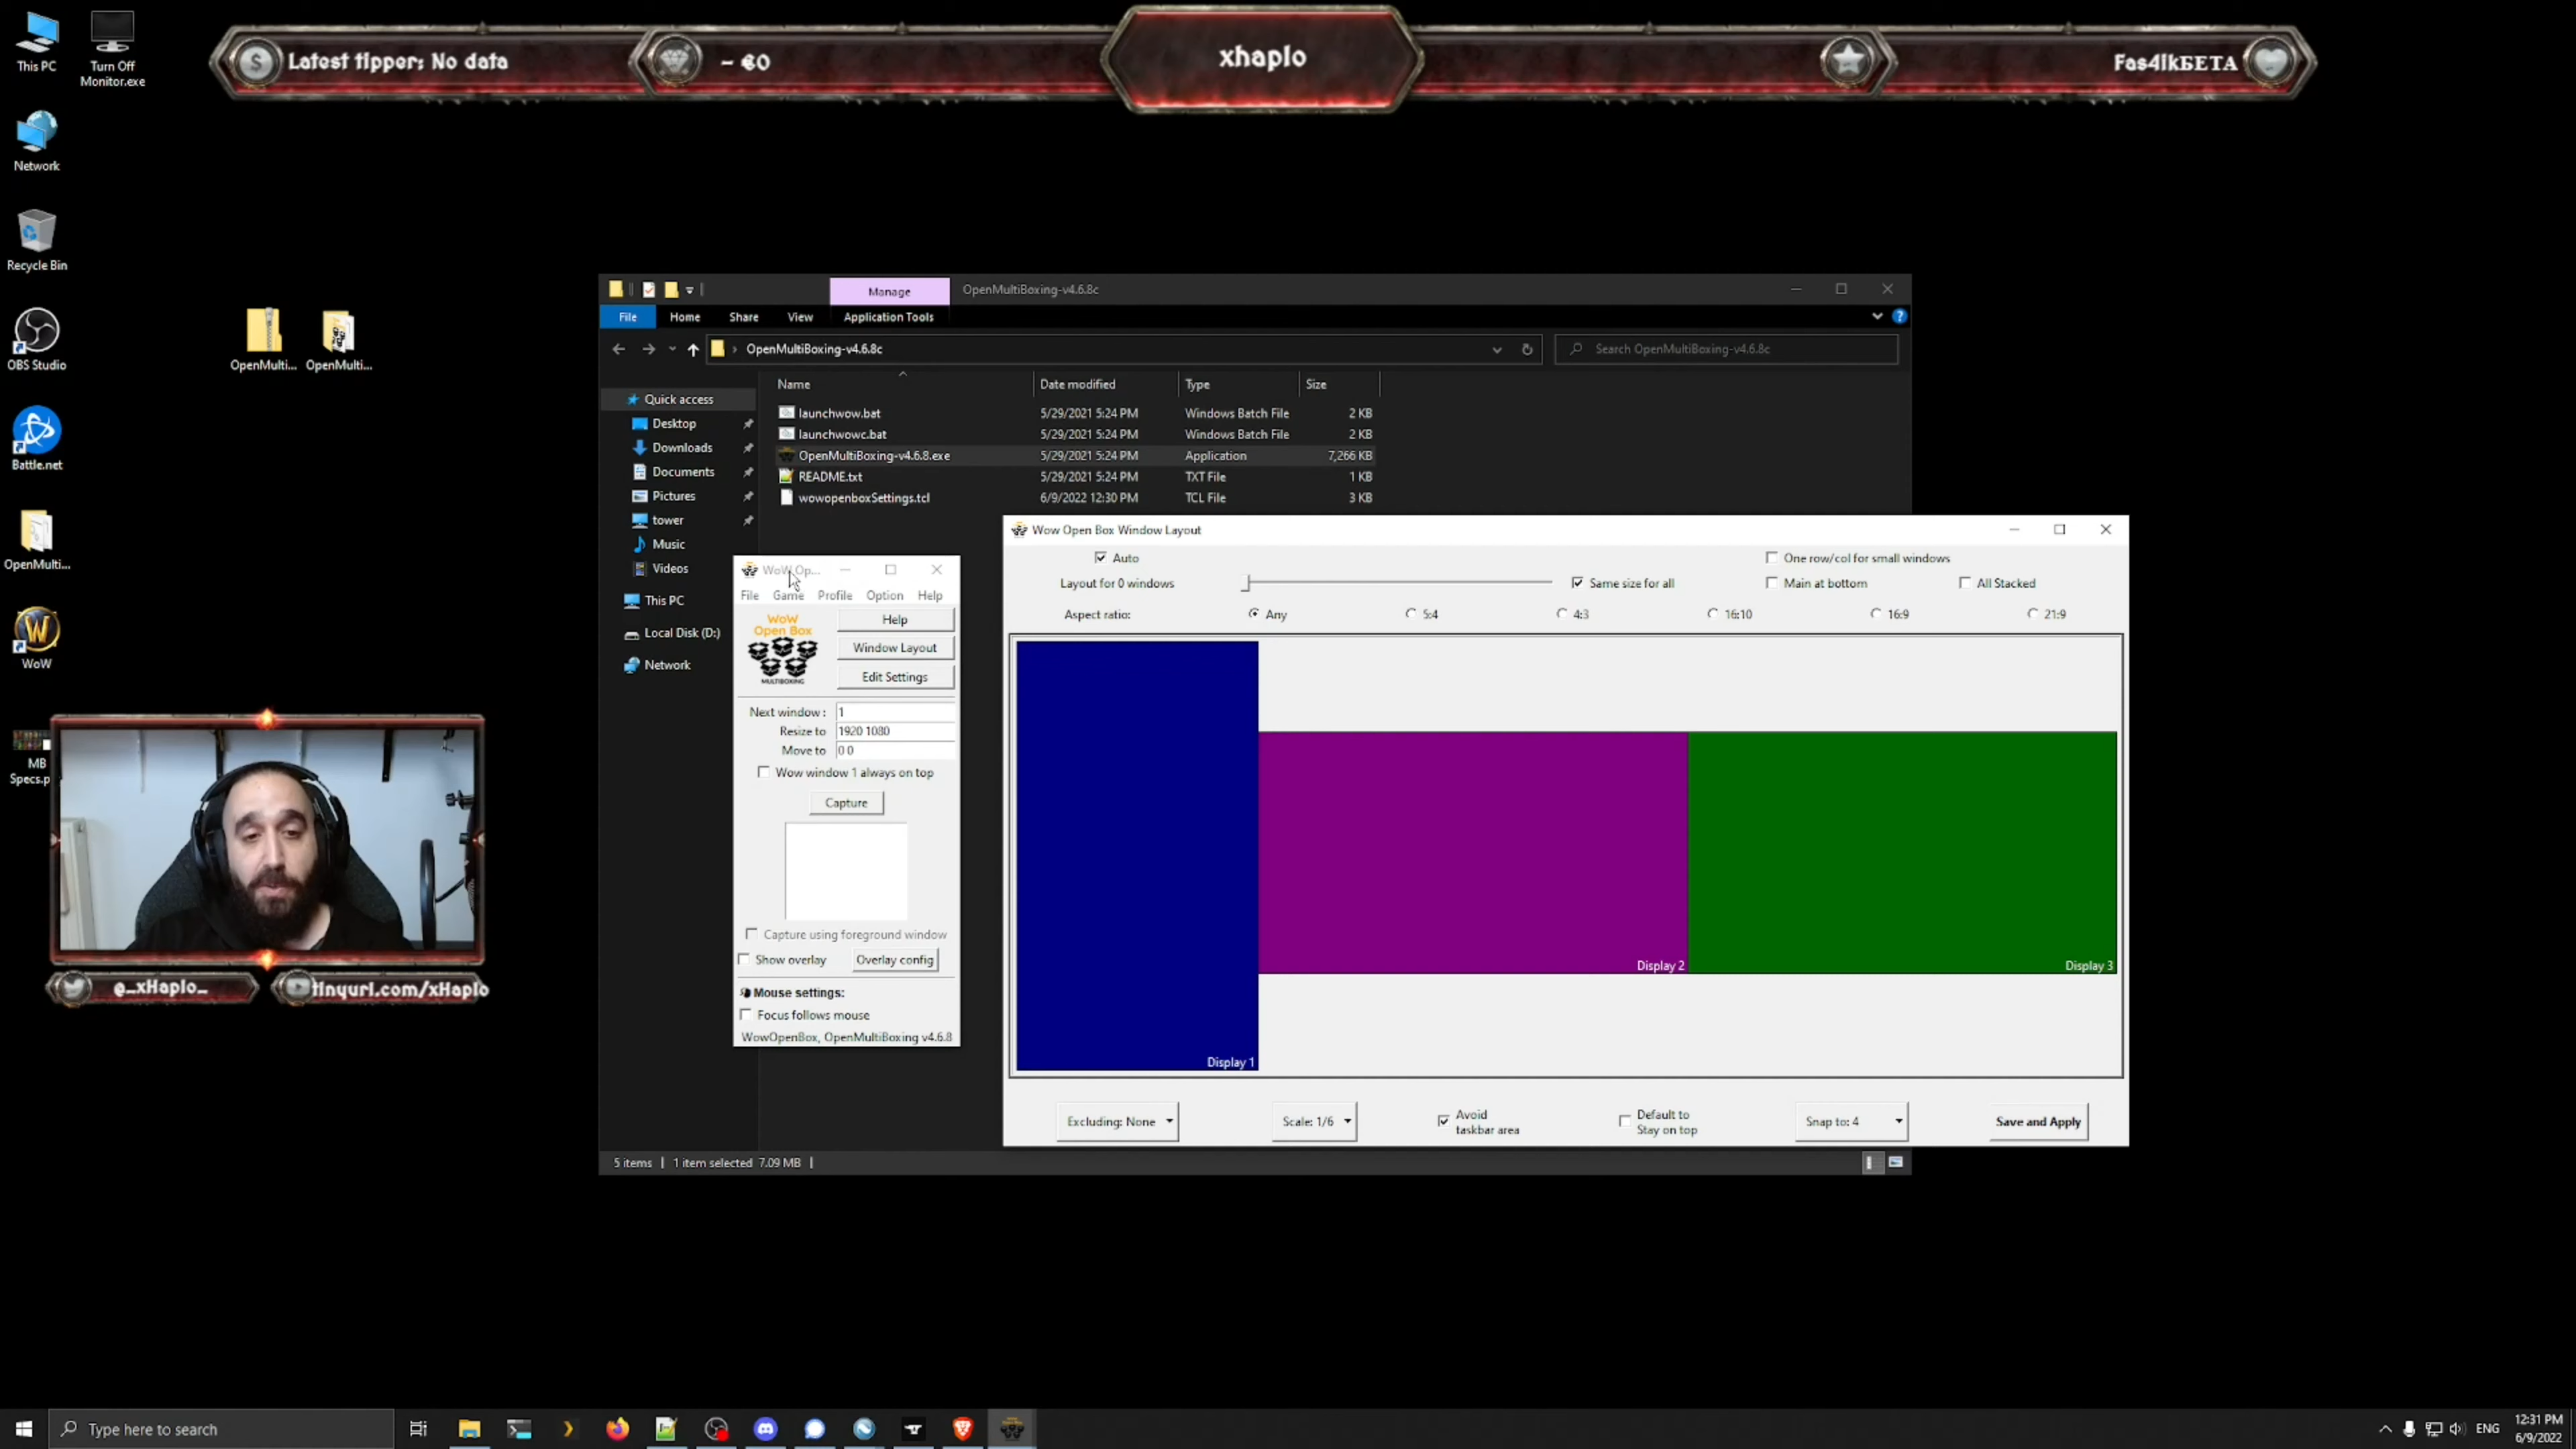 This PC
Turn Off
Monitor.exe
Network
Recycle Bin
OBS Studio
Battle.net
OpenMulti...
WoW
MB
Specs.p
OpenMulti...
OpenMulti...
Latest tipper: No data
- €0
xhaplo
Fas4lkБЕТА
Manage
OpenMultiBoxing-v4.6.8c
File
Home
Share
View
Application Tools
OpenMultiBoxing-v4.6.8c
Search OpenMultiBoxing-v4.6.8c
Name
Date modified
Type
Size
Quick access
Desktop
Downloads
Documents
Pictures
tower
Music
Videos
This PC
Local Disk (D:)
Network
launchwow.bat 5/29/2021 5:24 PM Windows Batch File 2 KB
launchwowc.bat 5/29/2021 5:24 PM Windows Batch File 2 KB
OpenMultiBoxing-v4.6.8.exe 5/29/2021 5:24 PM Application 7,266 KB
README.txt 5/29/2021 5:24 PM TXT File 1 KB
wowopenboxSettings.tcl 6/9/2022 12:30 PM TCL File 3 KB
5 items
1 item selected 7.09 MB
WoW Op...
File Game Profile Option Help
WoW
Open Box
MULTIBOXING
Help
Window Layout
Edit Settings
Next window : 1
Resize to 1920 1080
Move to 0 0
Wow window 1 always on top
Capture
Capture using foreground window
Show overlay
Overlay config
Mouse settings:
Focus follows mouse
WowOpenBox, OpenMultiBoxing v4.6.8
Wow Open Box Window Layout
Auto
One row/col for small windows
Layout for 0 windows
Same size for all
Main at bottom
All Stacked
Aspect ratio:
Any
5:4
4:3
16:10
16:9
21:9
Display 1
Display 2
Display 3
Excluding: None
Scale: 1/6
Avoid
taskbar area
Default to
Stay on top
Snap to: 4
Save and Apply
@_xHaplo_
tinyurl.com/xHaplo
Type here to search
ENG
12:31 PM
6/9/2022